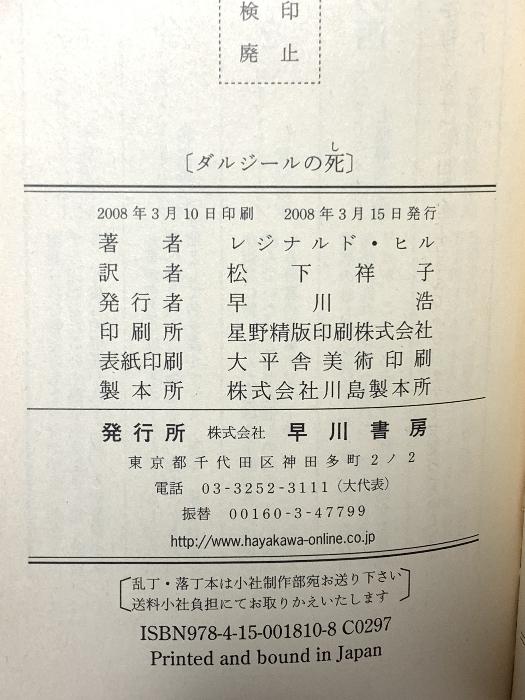 検印
廃止
〔ダルジールの死〕
2008年3月10日印刷 2008年3月15日発行
著者 レジナルド・ヒル
訳者 松下祥子
発行者 早川浩
印刷所 星野精版印刷株式会社
表紙印刷 大平舎美術印刷
製本所 株式会社川島製本所
発行所 株式会社 早川書房
東京都千代田区神田多町2ノ2
電話 03-3252-3111（大代表）
振替 00160-3-47799
http://www.hayakawa-online.co.jp
〔乱丁・落丁本は小社制作部宛お送り下さい
送料小社負担にてお取りかえいたします〕
ISBN978-4-15-001810-8 C0297
Printed and bound in Japan